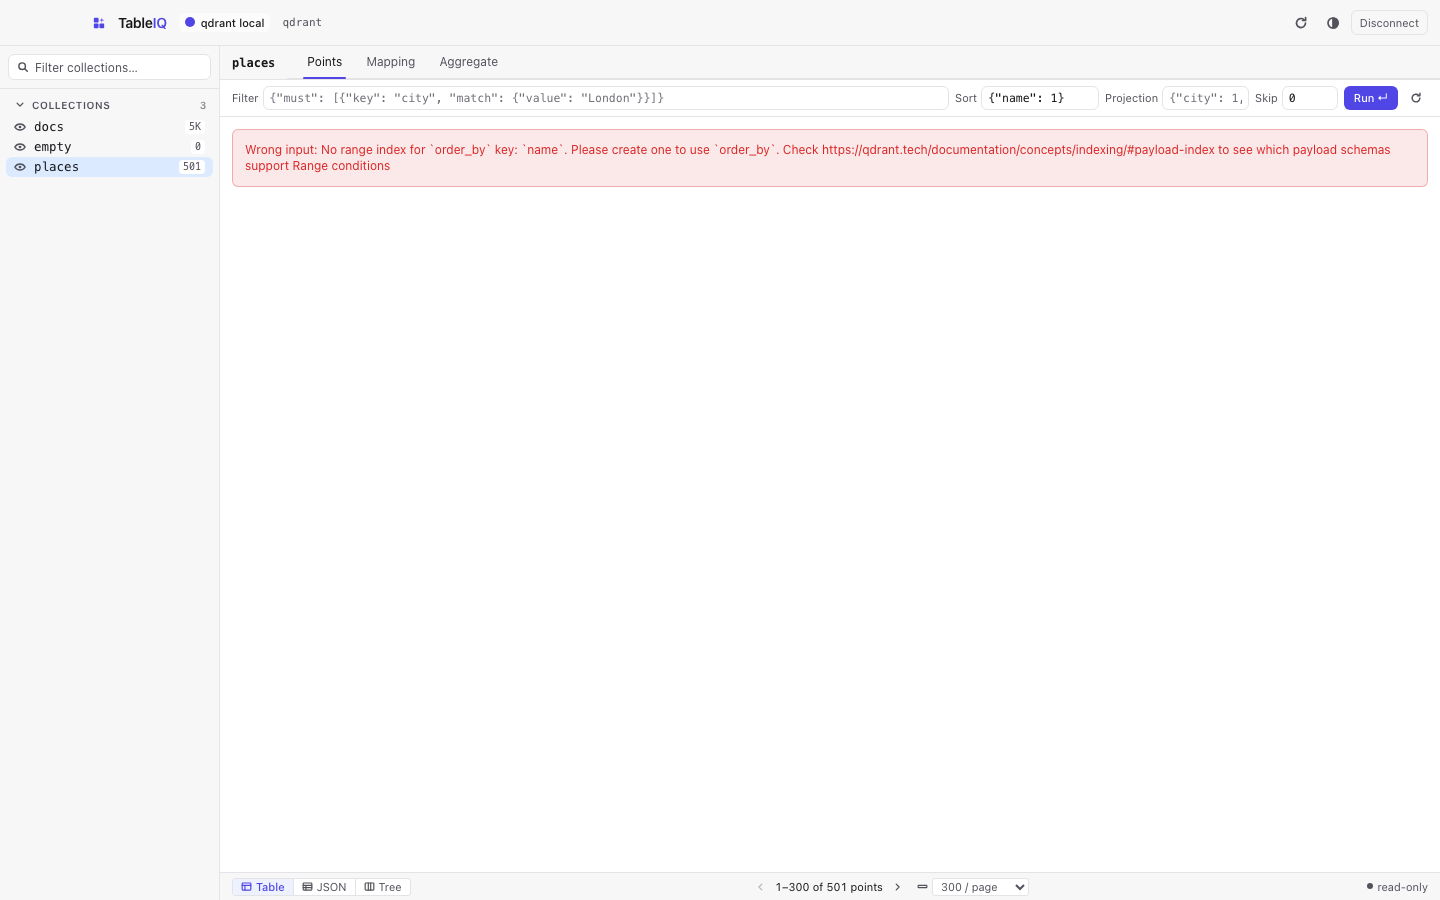 TableIQ
qdrant local
qdrant
Disconnect
Filter collections...
COLLECTIONS 3
docs 5K
empty 0
places 501
places
Points
Mapping
Aggregate
Filter {"must": [{"key": "city", "match": {"value": "London"}}]} Sort {"name": 1} Projection {"city": 1, Skip 0 Run ↵
Wrong input: No range index for `order_by` key: `name`. Please create one to use `order_by`. Check https://qdrant.tech/documentation/concepts/indexing/#payload-index to see which payload schemas
support Range conditions
Table JSON Tree
1–300 of 501 points
300 / page
read-only